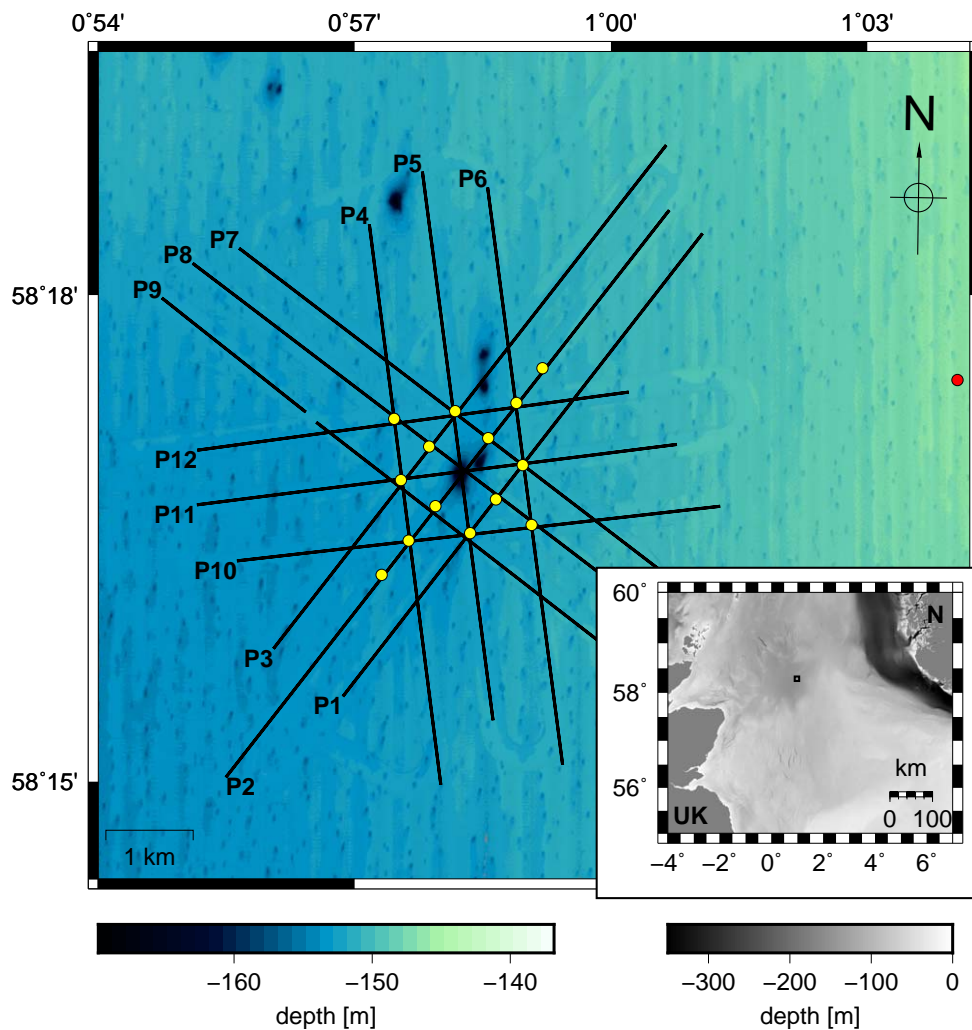 0˚54' 0˚57' 1˚00' 1˚03'
N
P5
P6
P4
P7
P8
P9
58˚18'
P12
P11
P10
P3
P1
P2
58˚15'
1 km
60˚
N
58˚
km
56˚
UK
0 100
−4˚ −2˚ 0˚ 2˚ 4˚ 6˚
−160 −150 −140
depth [m]
−300 −200 −100 0
depth [m]